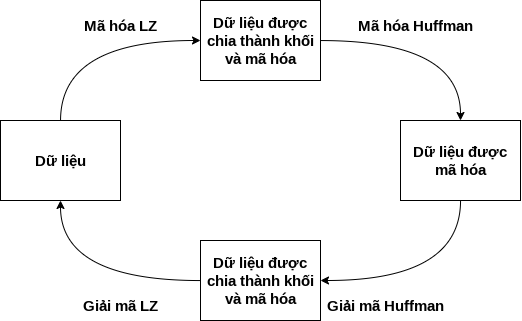 Mã hóa LZ
Dữ liệu được
chia thành khối
và mã hóa
Mã hóa Huffman
Dữ liệu
Dữ liệu được
mã hóa
Dữ liệu được
chia thành khối
và mã hóa
Giải mã LZ
Giải mã Huffman